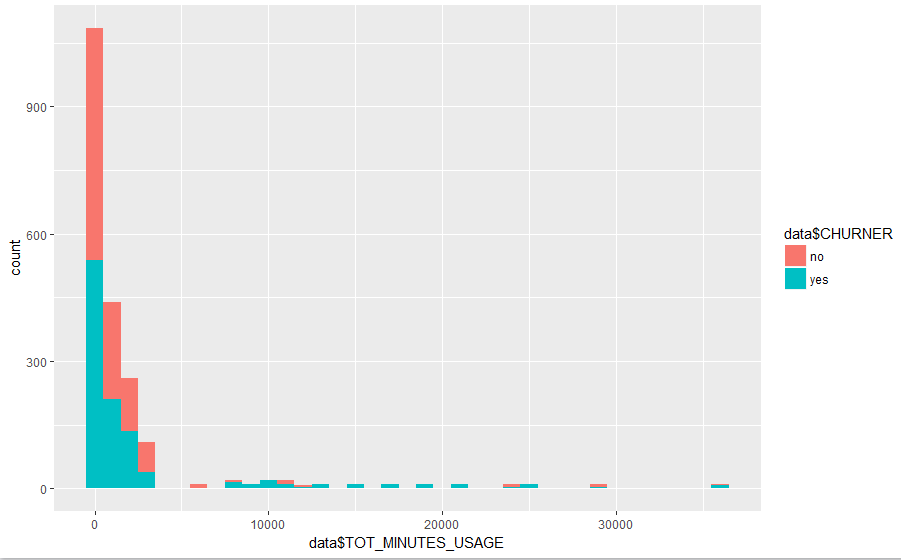 900
600
300
0
count
0
10000
20000
30000
data$TOT_MINUTES_USAGE
data$CHURNER
no
yes